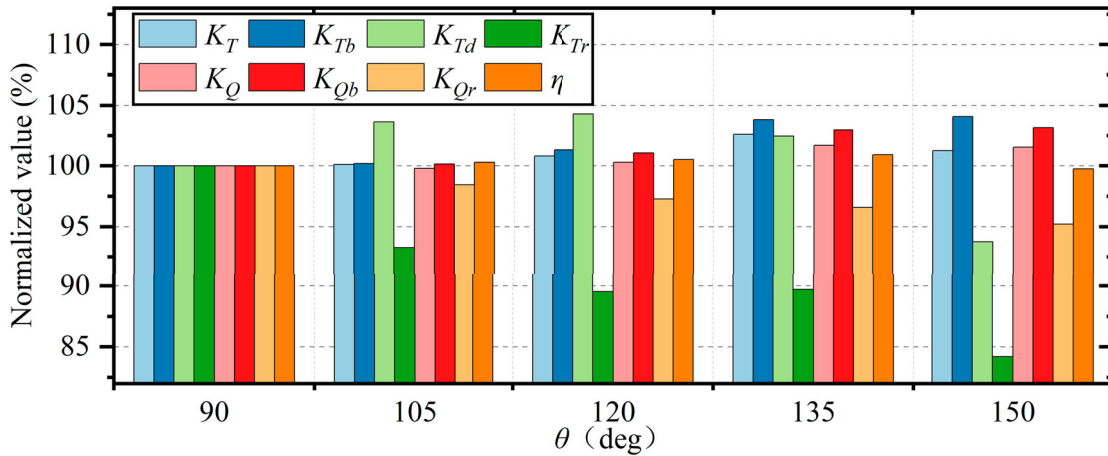 Normalized value (%)
110
105
100
95
90
85
K_T K_Tb K_Td K_Tr
K_Q K_Qb K_Qr η
90 105 120 135 150
θ（deg）